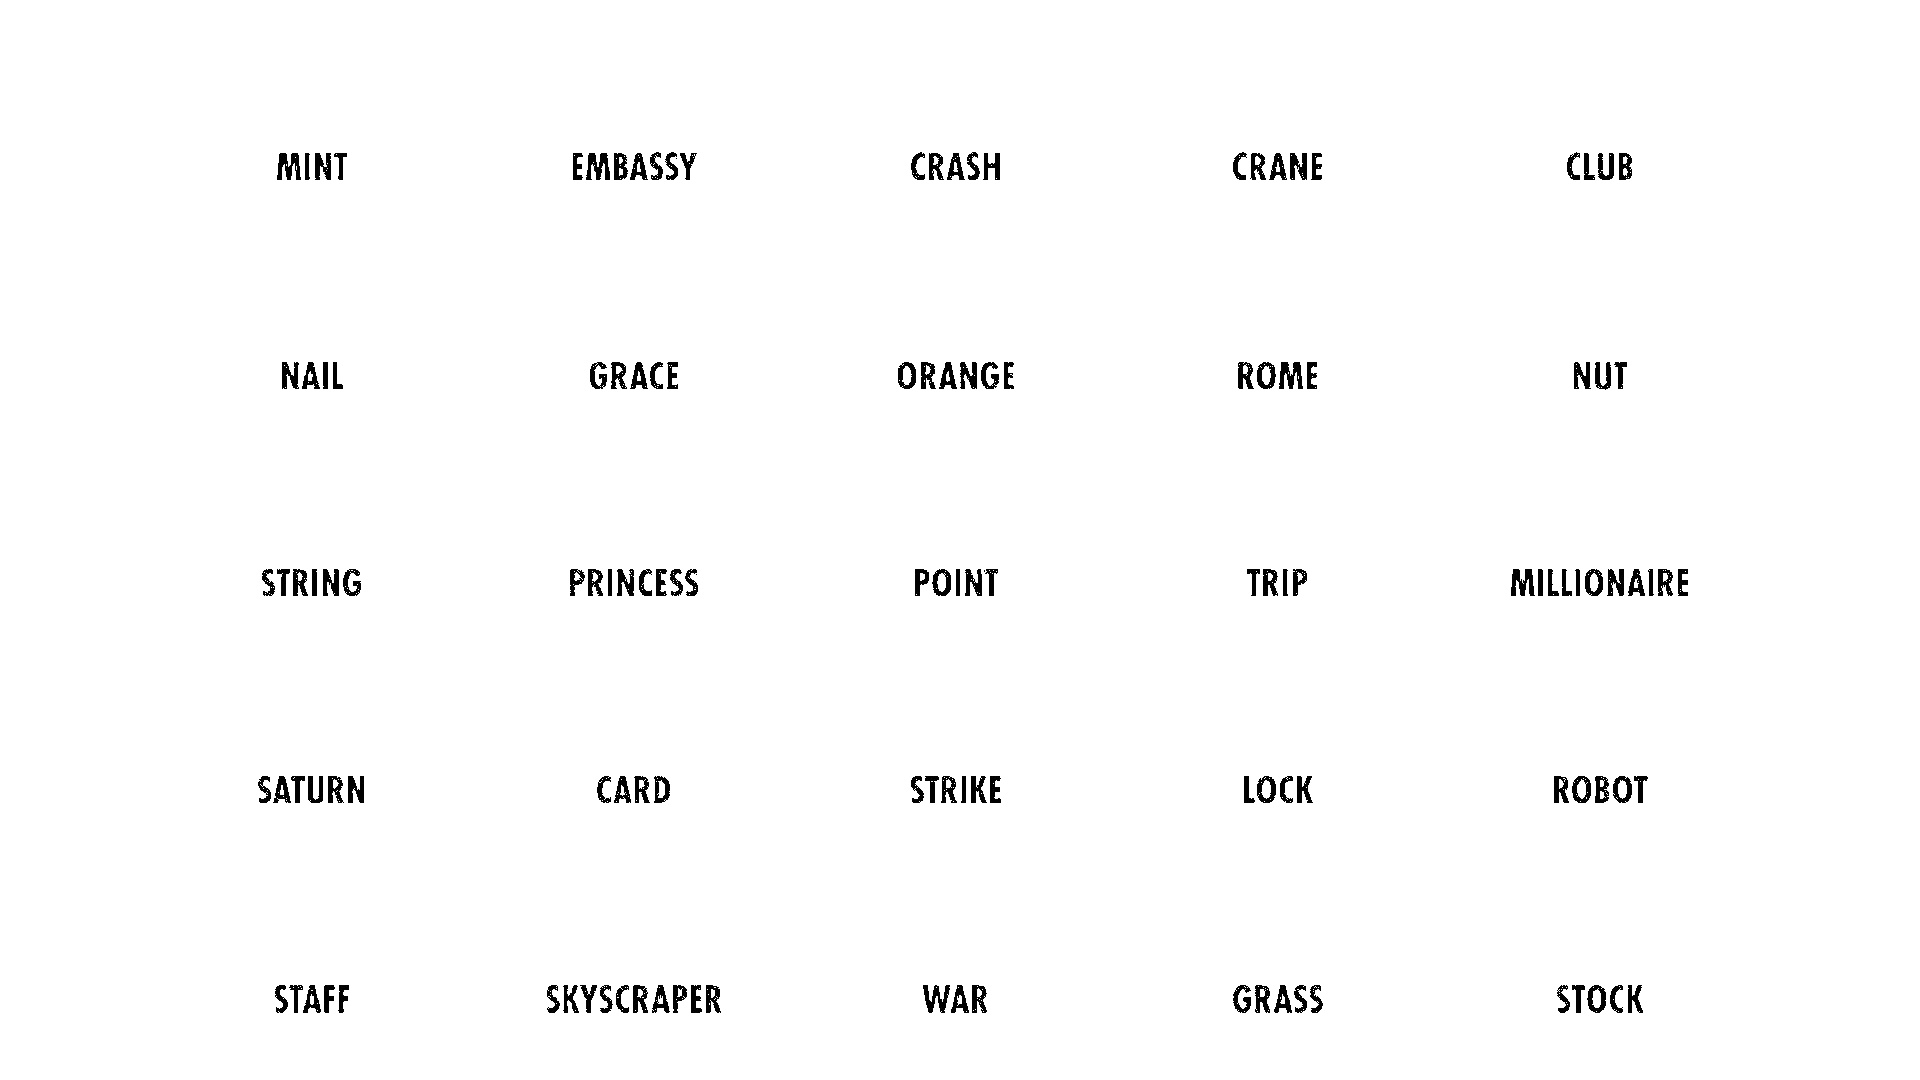 MINT EMBASSY CRASH CRANE CLUB
NAIL GRACE ORANGE ROME NUT
STRING PRINCESS POINT TRIP MILLIONAIRE
SATURN CARD STRIKE LOCK ROBOT
STAFF SKYSCRAPER WAR GRASS STOCK